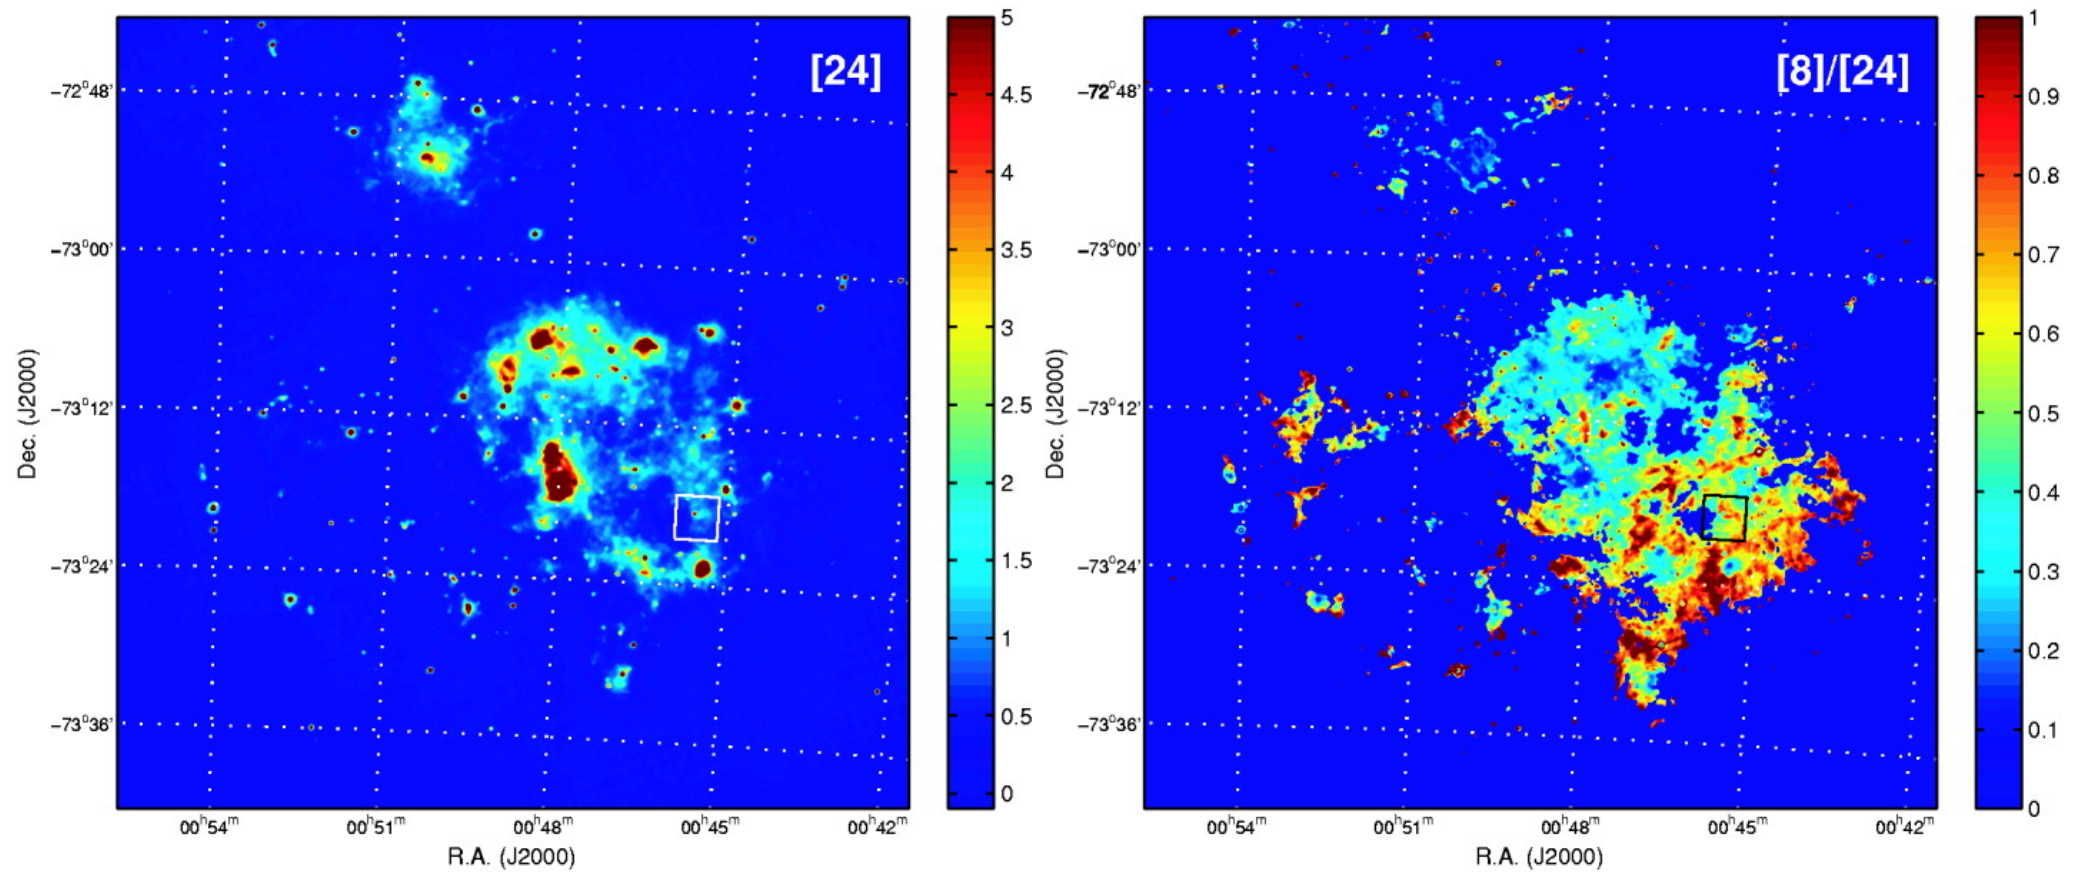 [24]
−72°48'
−73°00'
−73°12'
−73°24'
−73°36'
Dec. (J2000)
00ʰ54ᵐ
00ʰ51ᵐ
00ʰ48ᵐ
00ʰ45ᵐ
00ʰ42ᵐ
R.A. (J2000)
5
4.5
4
3.5
3
2.5
2
1.5
1
0.5
0
[8]/[24]
−72°48'
−73°00'
−73°12'
−73°24'
−73°36'
Dec. (J2000)
00ʰ54ᵐ
00ʰ51ᵐ
00ʰ48ᵐ
00ʰ45ᵐ
00ʰ42ᵐ
R.A. (J2000)
1
0.9
0.8
0.7
0.6
0.5
0.4
0.3
0.2
0.1
0